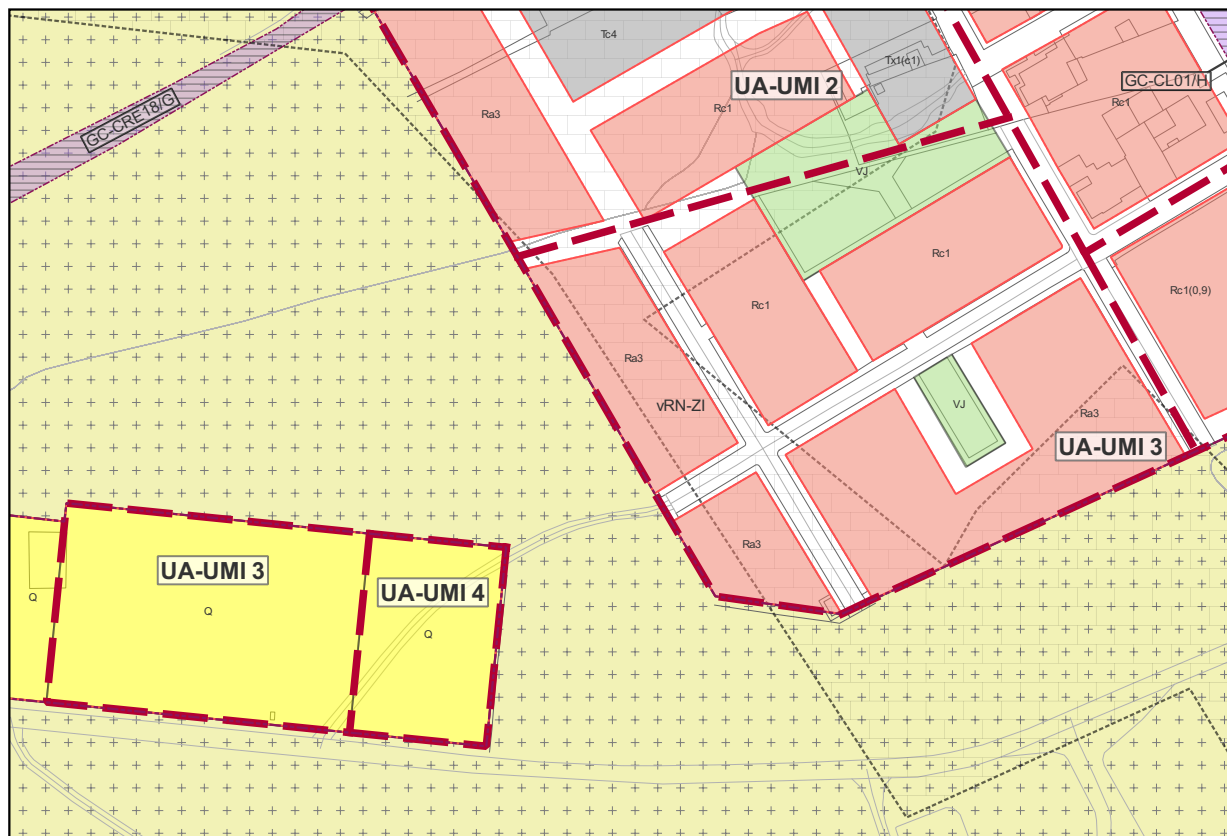 Tc4
Tx1(c1)
UA-UMI 2
GC-CL01/H
GC-CRE18/G
Ra3
Rc1
Rc1
VJ
Rc1
Rc1(0,9)
Rc1
Ra3
vRN-ZI
VJ
Ra3
UA-UMI 3
Ra3
UA-UMI 3
UA-UMI 4
Q
Q
Q